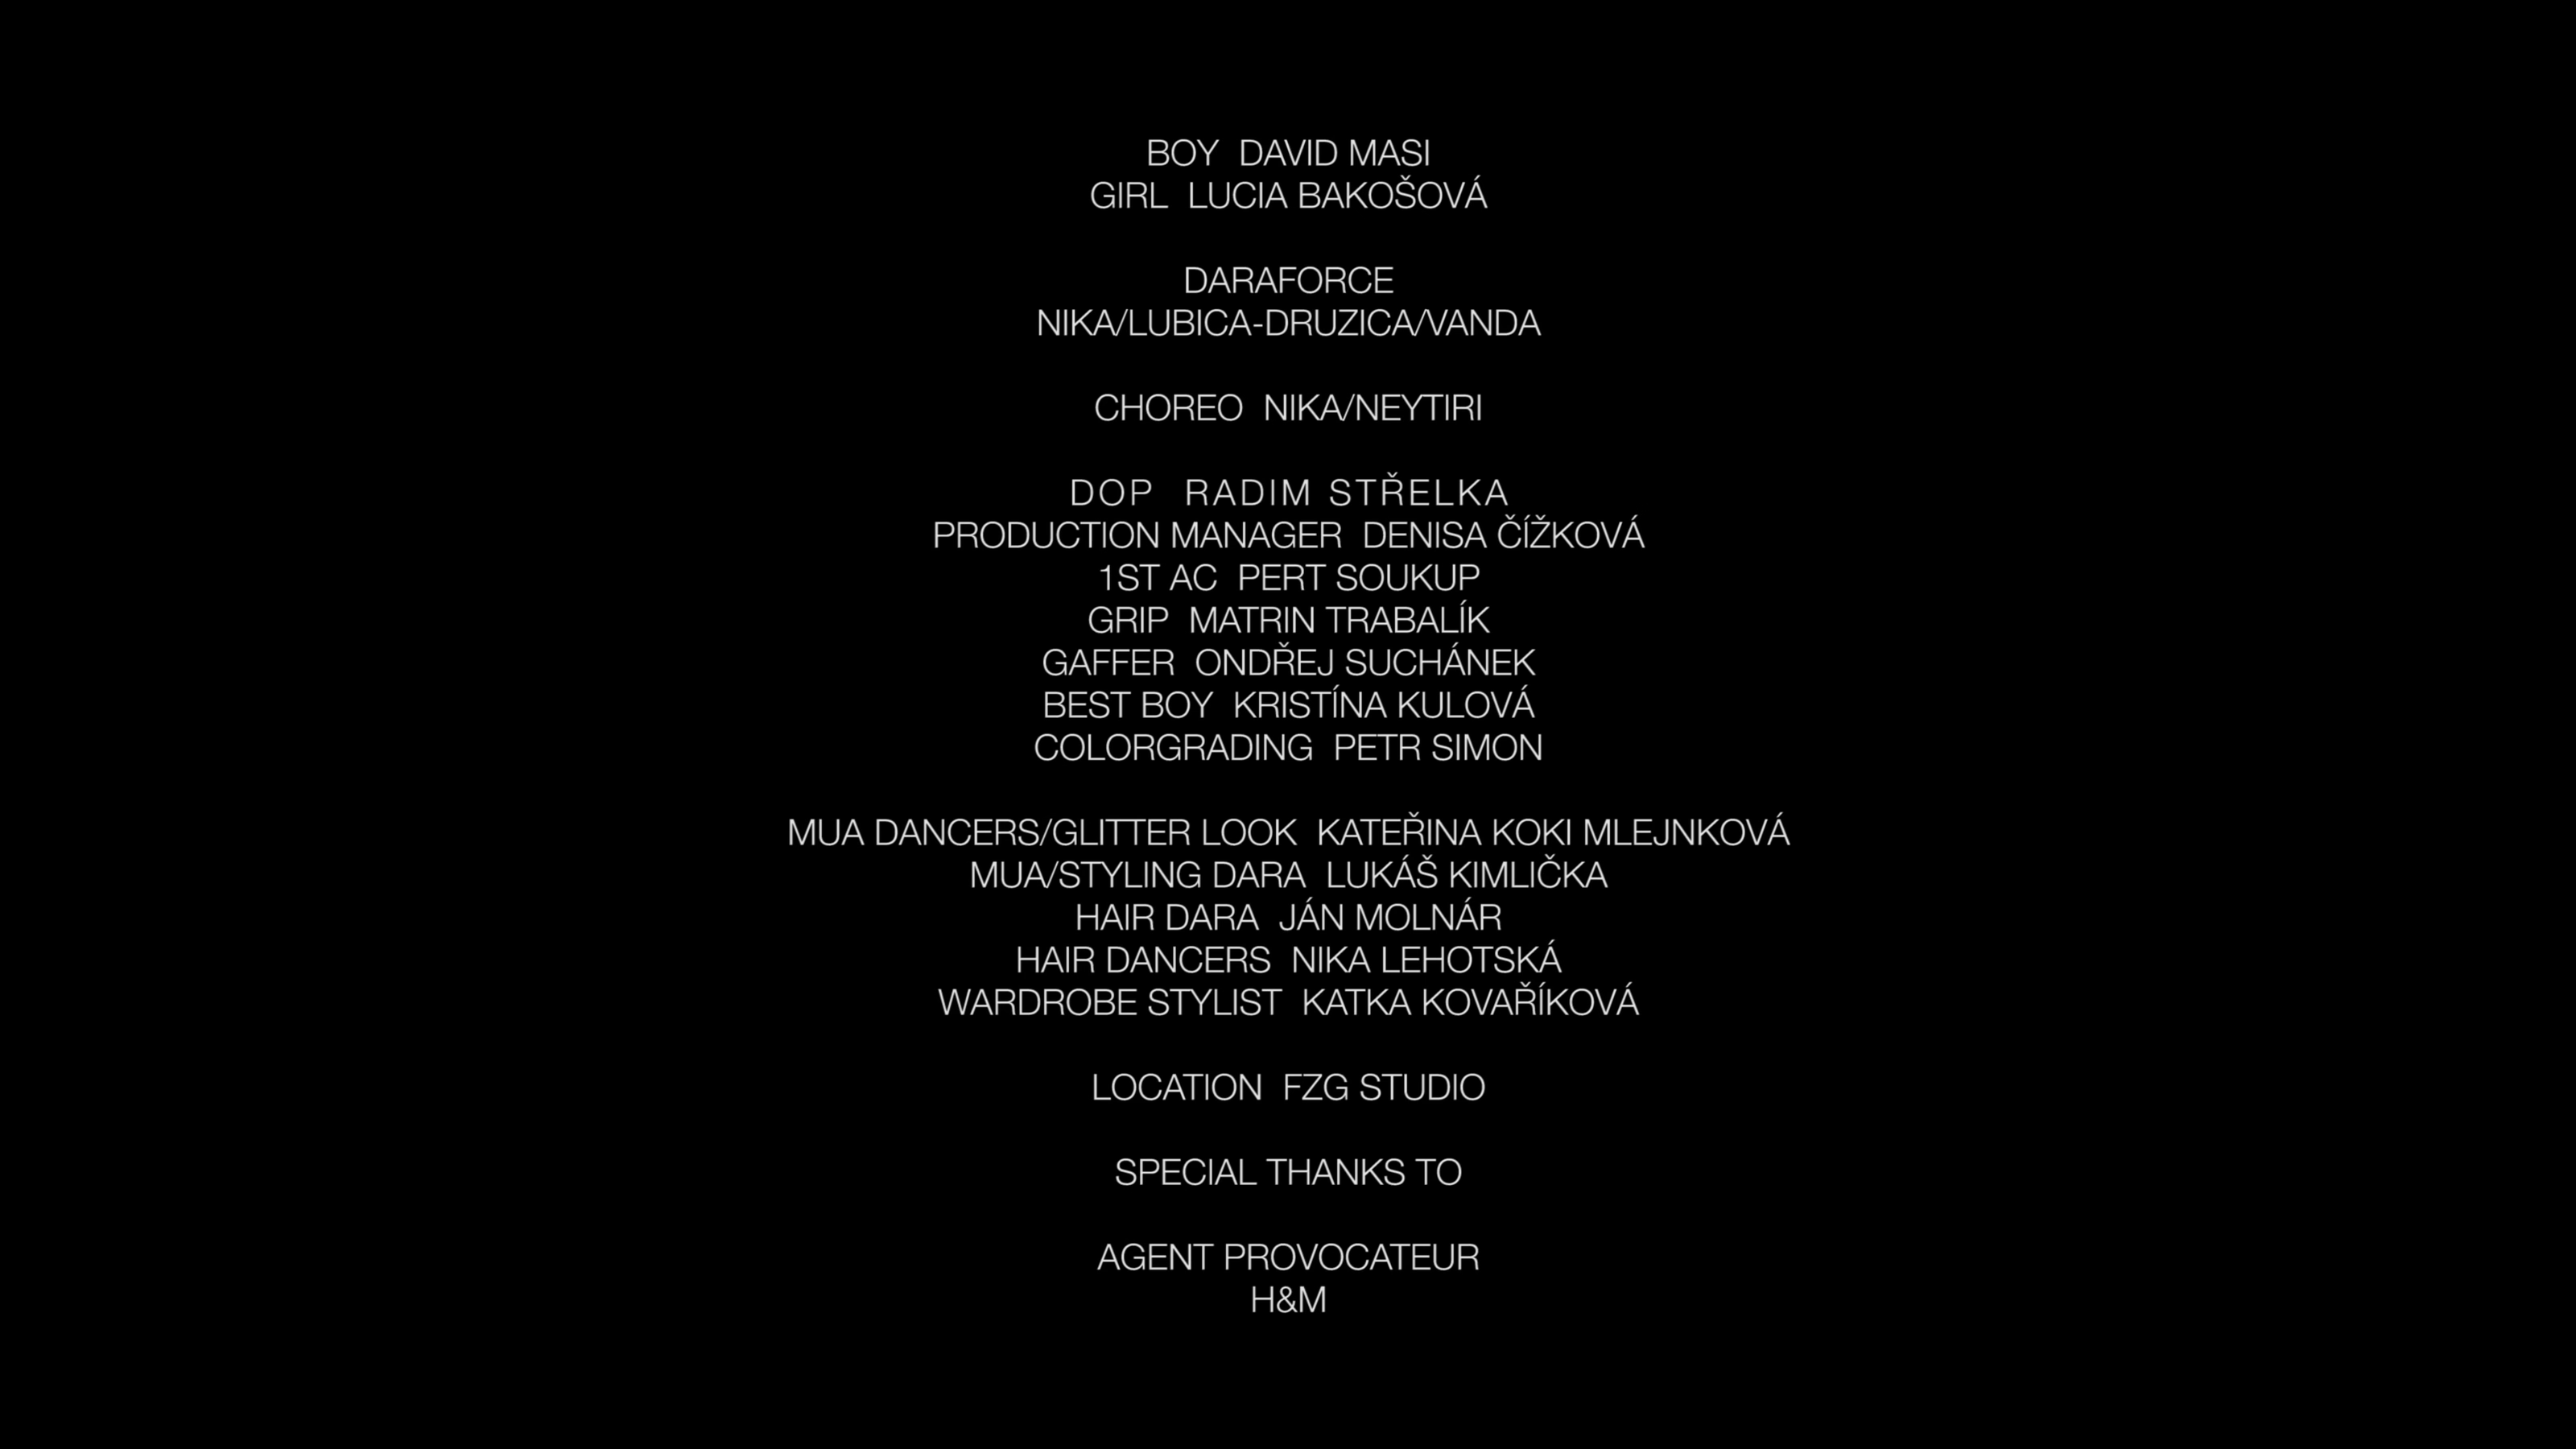 BOY  DAVID MASI
GIRL  LUCIA BAKOŠOVÁ
DARAFORCE
NIKA/LUBICA-DRUZICA/VANDA
CHOREO  NIKA/NEYTIRI
DOP  RADIM STŘELKA
PRODUCTION MANAGER  DENISA ČÍŽKOVÁ
1ST AC  PERT SOUKUP
GRIP  MATRIN TRABALÍK
GAFFER  ONDŘEJ SUCHÁNEK
BEST BOY  KRISTÍNA KULOVÁ
COLORGRADING  PETR SIMON
MUA DANCERS/GLITTER LOOK  KATEŘINA KOKI MLEJNKOVÁ
MUA/STYLING DARA  LUKÁŠ KIMLIČKA
HAIR DARA  JÁN MOLNÁR
HAIR DANCERS  NIKA LEHOTSKÁ
WARDROBE STYLIST  KATKA KOVAŘÍKOVÁ
LOCATION  FZG STUDIO
SPECIAL THANKS TO
AGENT PROVOCATEUR
H&M